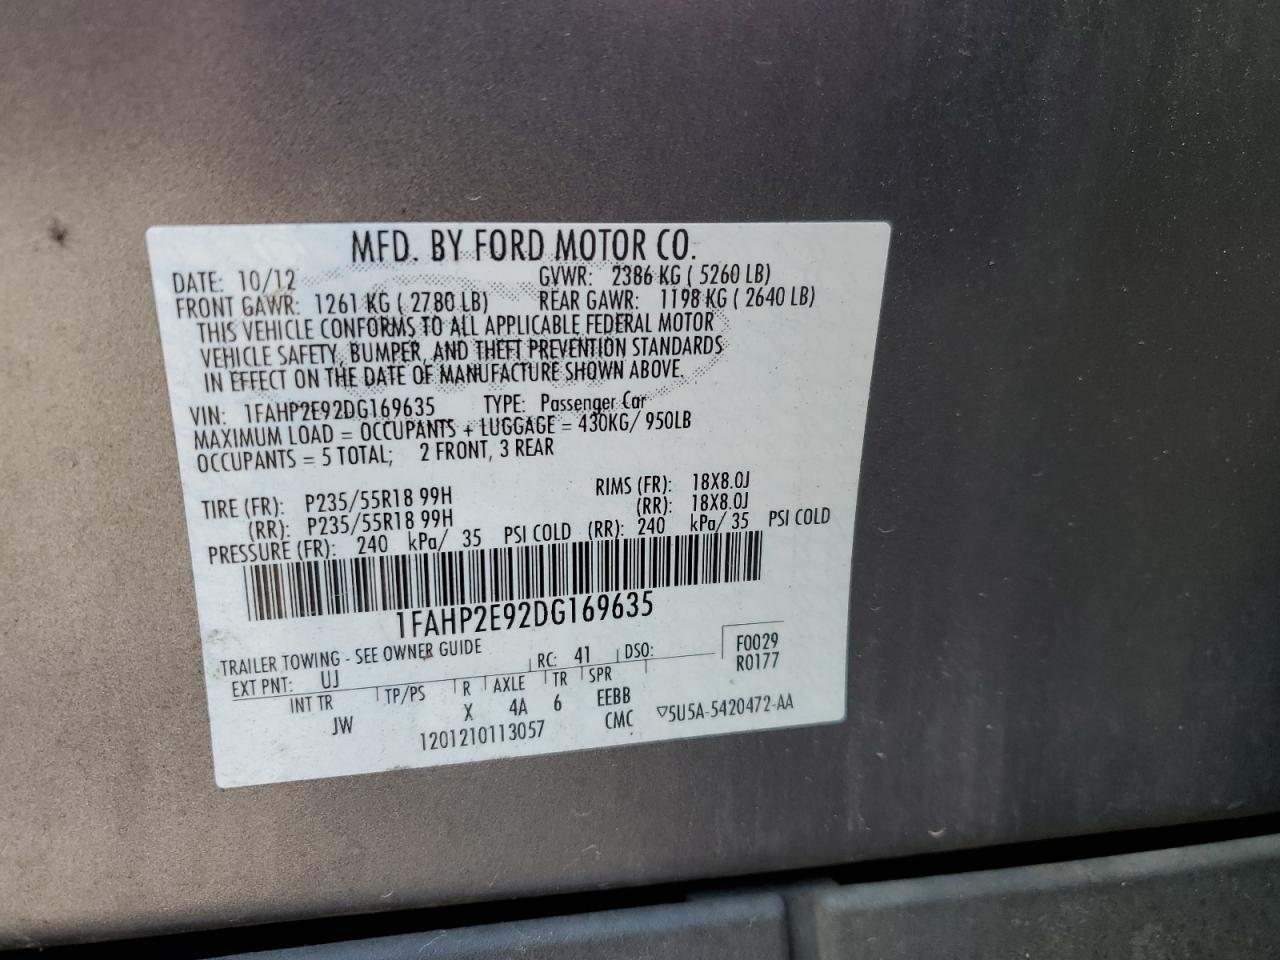 MFD. BY FORD MOTOR CO.
DATE: 10/12 GVWR: 2386 KG ( 5260 LB)
FRONT GAWR: 1261 KG ( 2780 LB) REAR GAWR: 1198 KG ( 2640 LB)
THIS VEHICLE CONFORMS TO ALL APPLICABLE FEDERAL MOTOR
VEHICLE SAFETY, BUMPER, AND THEFT PREVENTION STANDARDS
IN EFFECT ON THE DATE OF MANUFACTURE SHOWN ABOVE.
VIN: 1FAHP2E92DG169635 TYPE: Passenger Car
MAXIMUM LOAD = OCCUPANTS + LUGGAGE = 430KG/ 950LB
OCCUPANTS = 5 TOTAL; 2 FRONT, 3 REAR
TIRE (FR): P235/55R18 99H RIMS (FR): 18X8.0J
(RR): P235/55R18 99H (RR): 18X8.0J
PRESSURE (FR): 240 kPa/ 35 PSI COLD (RR): 240 kPa/ 35 PSI COLD
1FAHP2E92DG169635
TRAILER TOWING - SEE OWNER GUIDE
EXT PNT: UJ RC: 41 DSO: F0029
R0177
INT TR TP/PS R AXLE TR SPR
JW X 4A 6 EEBB
1201210113057 CMC ▽5U5A-5420472-AA